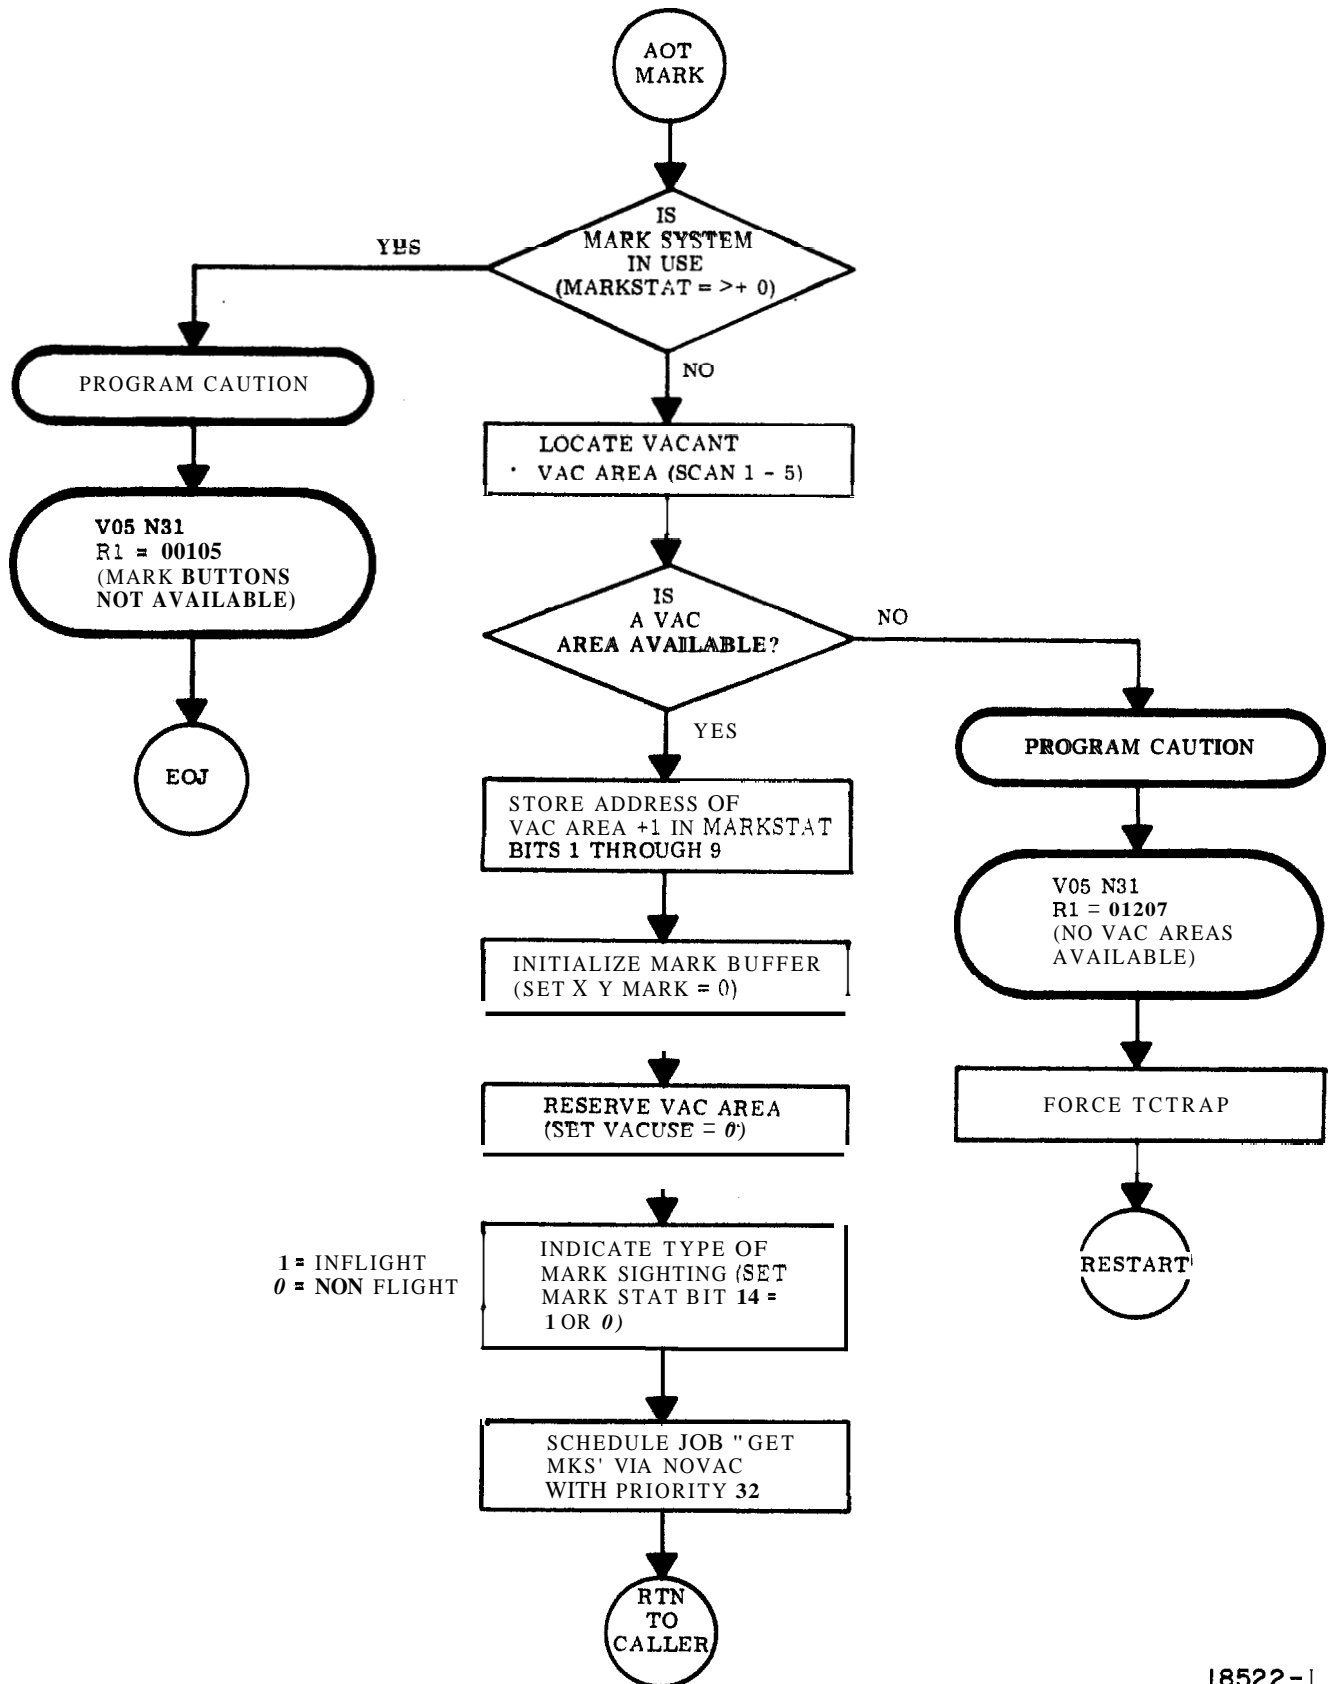 AOT
MARK
IS
MARK SYSTEM
IN USE
(MARKSTAT = >+ 0)
YES
NO
PROGRAM CAUTION
V05 N31
R1 = 00105
(MARK BUTTONS
NOT AVAILABLE)
EOJ
LOCATE VACANT
VAC AREA (SCAN 1 - 5)
IS
A VAC
AREA AVAILABLE?
NO
YES
PROGRAM CAUTION
V05 N31
R1 = 01207
(NO VAC AREAS
AVAILABLE)
FORCE TCTRAP
RESTART
STORE ADDRESS OF
VAC AREA +1 IN MARKSTAT
BITS 1 THROUGH 9
INITIALIZE MARK BUFFER
(SET X Y MARK = 0)
RESERVE VAC AREA
(SET VACUSE = 0)
1 = INFLIGHT
0 = NON FLIGHT
INDICATE TYPE OF
MARK SIGHTING (SET
MARK STAT BIT 14 =
1 OR 0)
SCHEDULE JOB "GET
MKS' VIA NOVAC
WITH PRIORITY 32
RTN
TO
CALLER
18522-1